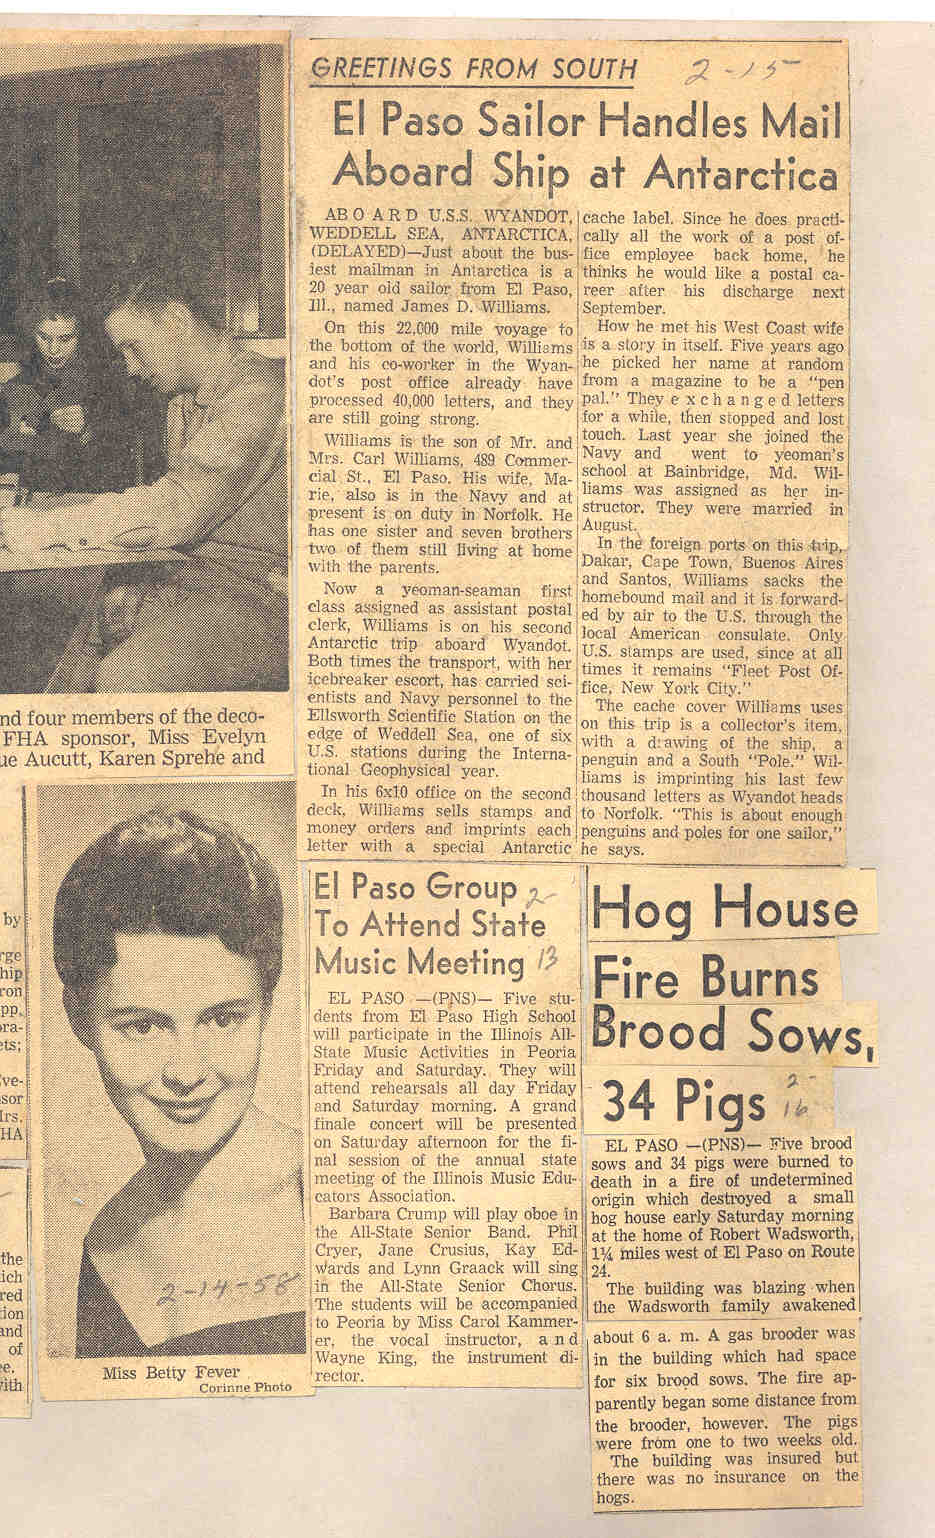 GREETINGS FROM SOUTH
2-15
El Paso Sailor Handles Mail
Aboard Ship at Antarctica
ABOARD U.S.S. WYANDOT,
WEDDELL SEA, ANTARCTICA,
(DELAYED)—Just about the bus-
iest mailman in Antarctica is a
20 year old sailor from El Paso,
Ill., named James D. Williams.
On this 22,000 mile voyage to
the bottom of the world, Williams
and his co-worker in the Wyan-
dot's post office already have
processed 40,000 letters, and they
are still going strong.
Williams is the son of Mr. and
Mrs. Carl Williams, 489 Commer-
cial St., El Paso. His wife, Ma-
rie, also is in the Navy and at
present is on duty in Norfolk. He
has one sister and seven brothers
two of them still living at home
with the parents.
Now a yeoman-seaman first
class assigned as assistant postal
clerk, Williams is on his second
Antarctic trip aboard Wyandot.
Both times the transport, with her
icebreaker escort, has carried sci-
entists and Navy personnel to the
Ellsworth Scientific Station on the
edge of Weddell Sea, one of six
U.S. stations during the Interna-
tional Geophysical year.
In his 6x10 office on the second
deck, Williams sells stamps and
money orders and imprints each
letter with a special Antarctic
cache label. Since he does practi-
cally all the work of a post of-
fice employee back home, he
thinks he would like a postal ca-
reer after his discharge next
September.
How he met his West Coast wife
is a story in itself. Five years ago
he picked her name at random
from a magazine to be a "pen
pal." They exchanged letters
for a while, then stopped and lost
touch. Last year she joined the
Navy and went to yeoman's
school at Bainbridge, Md. Wil-
liams was assigned as her in-
structor. They were married in
August.
In the foreign ports on this trip,
Dakar, Cape Town, Buenos Aires
and Santos, Williams sacks the
homebound mail and it is forward-
ed by air to the U.S. through the
local American consulate. Only
U.S. stamps are used, since at all
times it remains "Fleet Post Of-
fice, New York City."
The cache cover Williams uses
on this trip is a collector's item,
with a drawing of the ship, a
penguin and a South "Pole." Wil-
liams is imprinting his last few
thousand letters as Wyandot heads
to Norfolk. "This is about enough
penguins and poles for one sailor,"
he says.
nd four members of the deco-
FHA sponsor, Miss Evelyn
ue Aucutt, Karen Sprehe and
by
rge
hip
ron
pp,
ora-
ets;
Eve-
sor
Mrs.
HA
the
ich
red
tion
and
of
ee.
with
2-14-58
Miss Betty Fever
Corinne Photo
El Paso Group 2-
To Attend State
Music Meeting 13
EL PASO —(PNS)— Five stu-
dents from El Paso High School
will participate in the Illinois All-
State Music Activities in Peoria
Friday and Saturday. They will
attend rehearsals all day Friday
and Saturday morning. A grand
finale concert will be presented
on Saturday afternoon for the fi-
nal session of the annual state
meeting of the Illinois Music Edu-
cators Association.
Barbara Crump will play oboe in
the All-State Senior Band. Phil
Cryer, Jane Crusius, Kay Ed-
wards and Lynn Graack will sing
in the All-State Senior Chorus.
The students will be accompanied
to Peoria by Miss Carol Kammer-
er, the vocal instructor, and
Wayne King, the instrument di-
rector.
Hog House
Fire Burns
Brood Sows,
34 Pigs 2-16
EL PASO —(PNS)— Five brood
sows and 34 pigs were burned to
death in a fire of undetermined
origin which destroyed a small
hog house early Saturday morning
at the home of Robert Wadsworth,
1¼ miles west of El Paso on Route
24.
The building was blazing when
the Wadsworth family awakened
about 6 a. m. A gas brooder was
in the building which had space
for six brood sows. The fire ap-
parently began some distance from
the brooder, however. The pigs
were from one to two weeks old.
The building was insured but
there was no insurance on the
hogs.